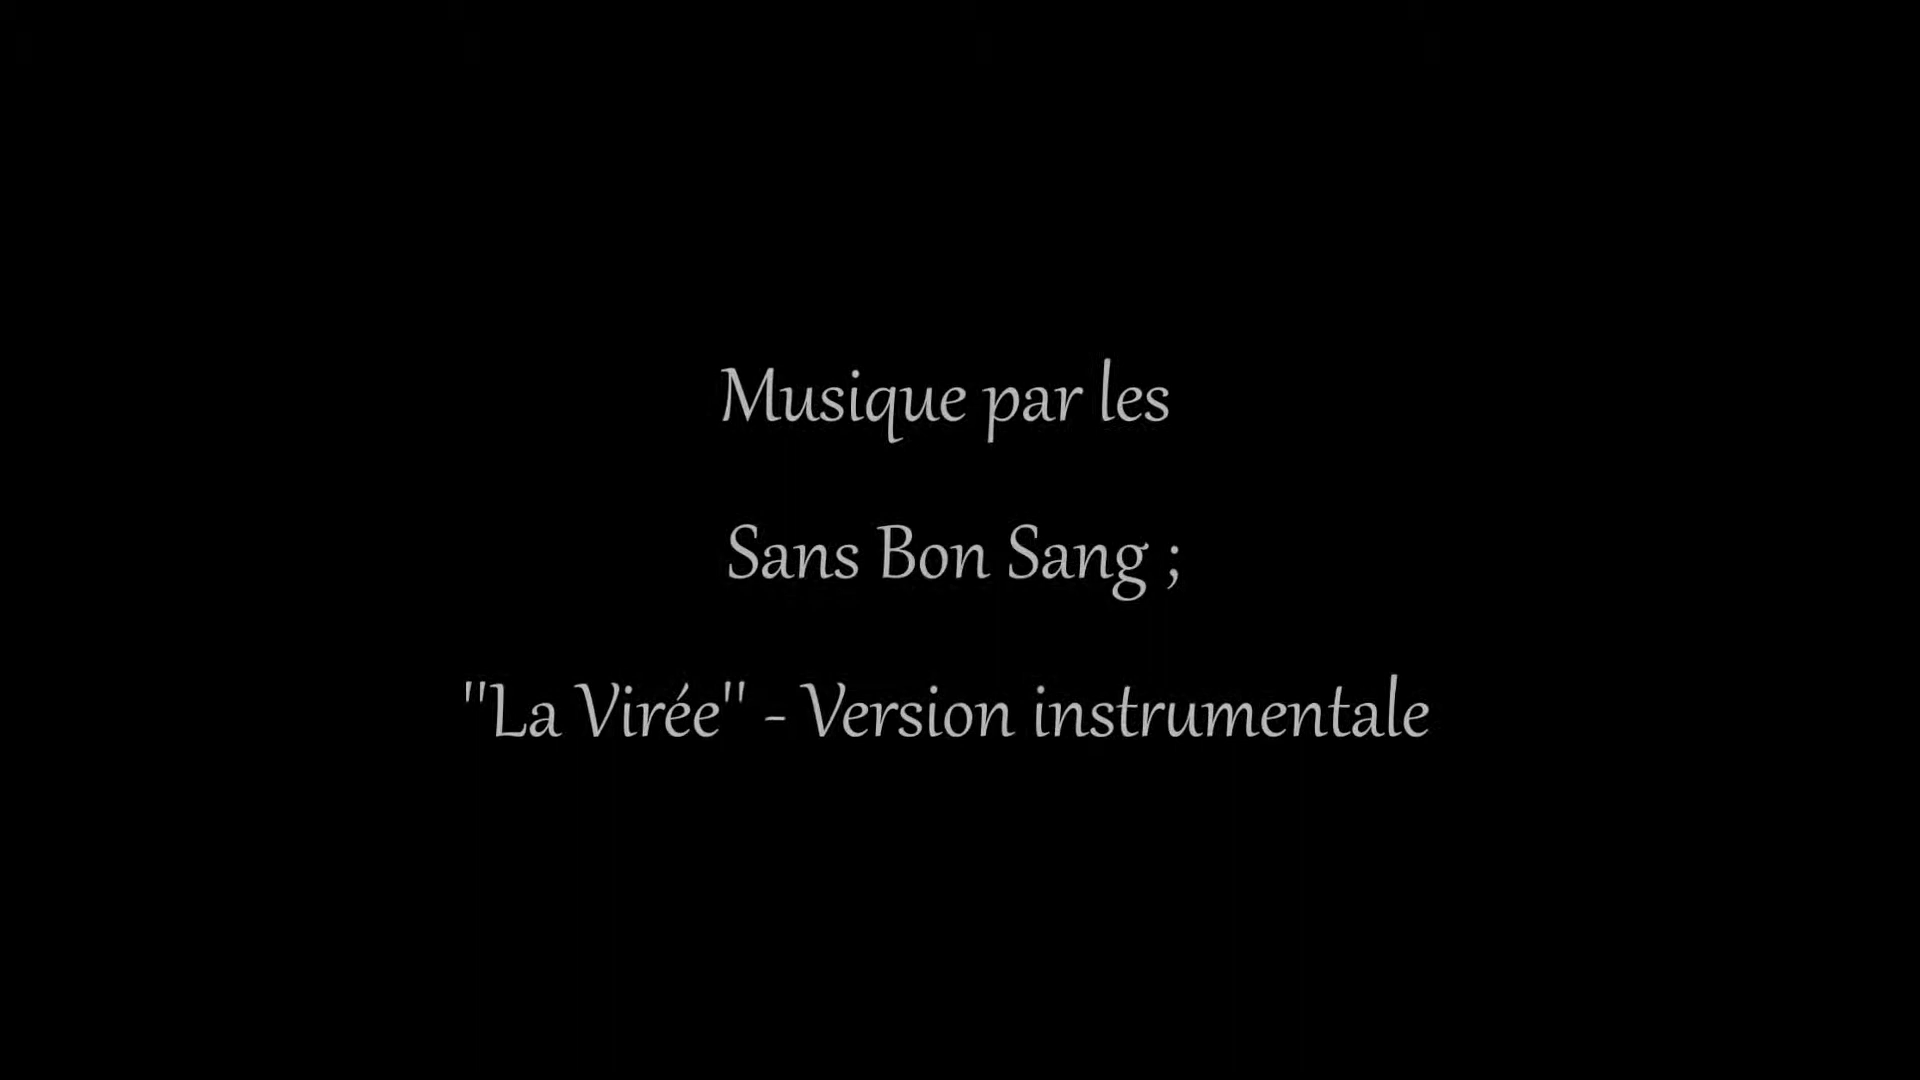 Musique par les
Sans Bon Sang ;
"La Virée" - Version instrumentale